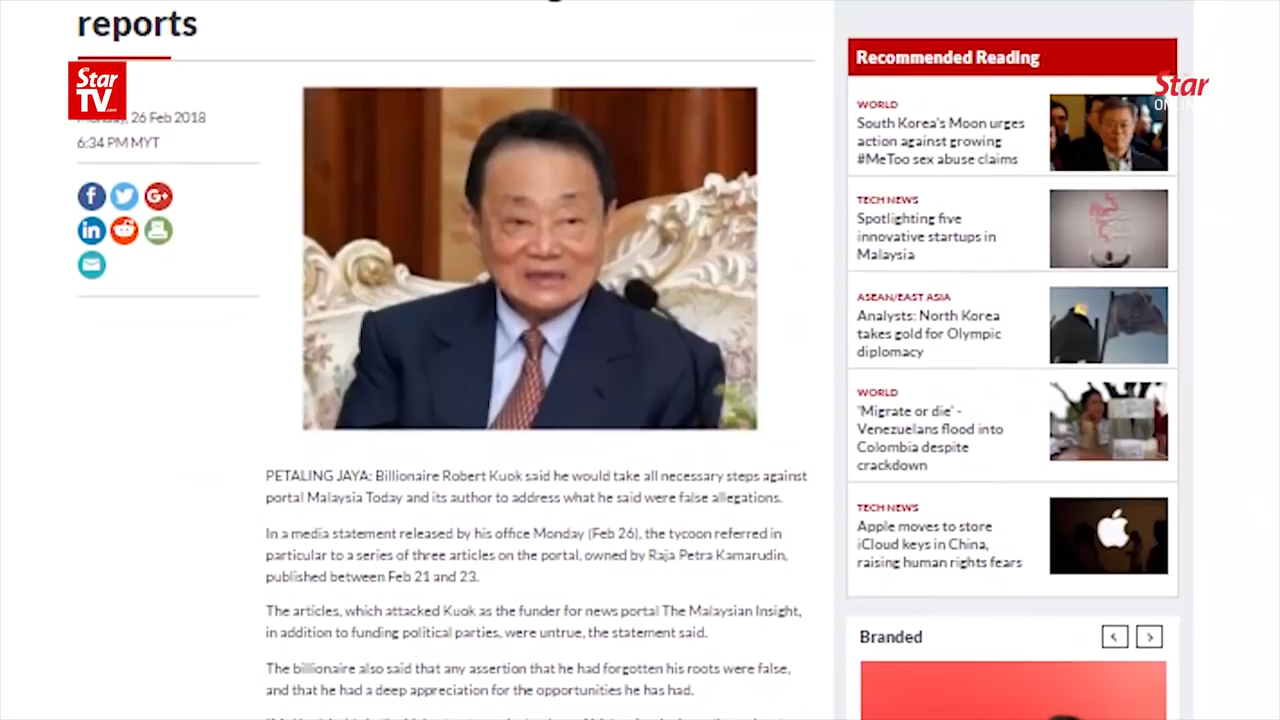 reports
Star
TV.com
Monday, 26 Feb 2018
6:34 PM MYT
PETALING JAYA: Billionaire Robert Kuok said he would take all necessary steps against
portal Malaysia Today and its author to address what he said were false allegations.
In a media statement released by his office Monday (Feb 26), the tycoon referred in
particular to a series of three articles on the portal, owned by Raja Petra Kamarudin,
published between Feb 21 and 23.
The articles, which attacked Kuok as the funder for news portal The Malaysian Insight,
in addition to funding political parties, were untrue, the statement said.
The billionaire also said that any assertion that he had forgotten his roots were false,
and that he had a deep appreciation for the opportunities he has had.
Recommended Reading
Star
ONLINE
WORLD
South Korea's Moon urges
action against growing
#MeToo sex abuse claims
TECH NEWS
Spotlighting five
innovative startups in
Malaysia
ASEAN/EAST ASIA
Analysts: North Korea
takes gold for Olympic
diplomacy
WORLD
'Migrate or die' -
Venezuelans flood into
Colombia despite
crackdown
TECH NEWS
Apple moves to store
iCloud keys in China,
raising human rights fears
Branded